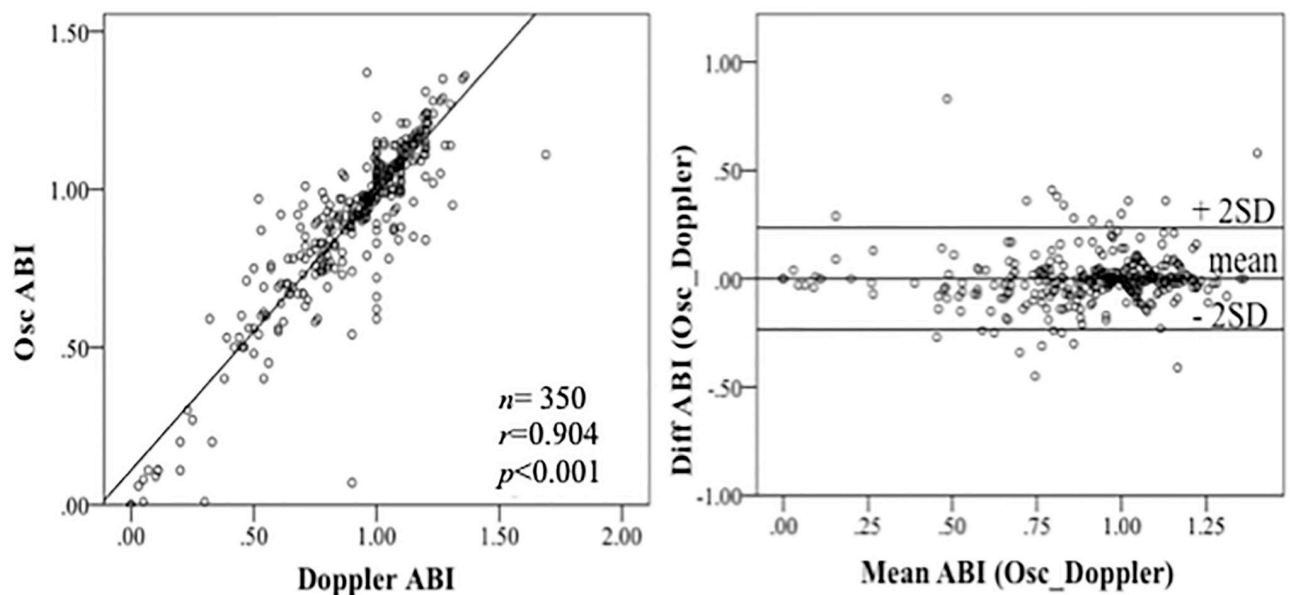 1.50
1.00
.50
.00
Osc ABI
n= 350
r=0.904
p<0.001
.00 .50 1.00 1.50 2.00
Doppler ABI
1.00
.50
.00
-.50
-1.00
Diff ABI (Osc_Doppler)
+ 2SD
mean
- 2SD
.00 .25 .50 .75 1.00 1.25
Mean ABI (Osc_Doppler)